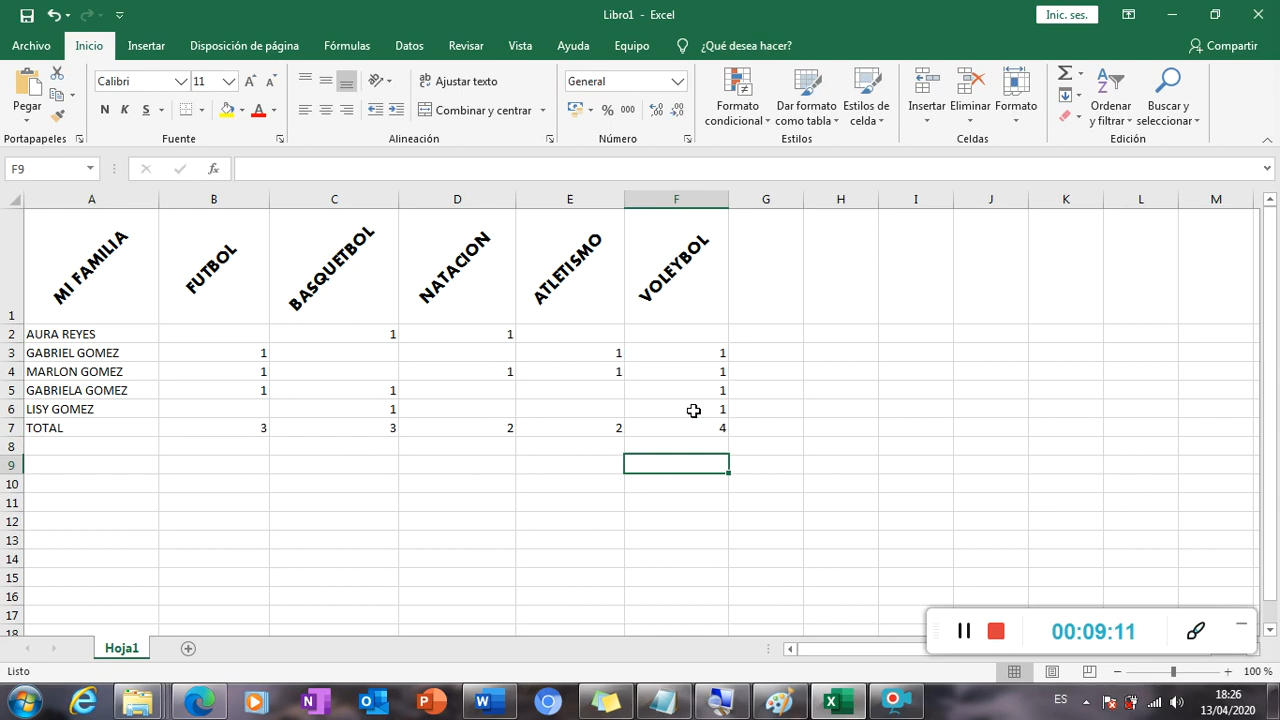 Libro1 - Excel
Inic. ses.
Archivo Inicio Insertar Disposición de página Fórmulas Datos Revisar Vista Ayuda Equipo ¿Qué desea hacer? Compartir
Pegar
Calibri 11
N K S
Ajustar texto
Combinar y centrar
General
% 000
Formato condicional
Dar formato como tabla
Estilos de celda
Insertar
Eliminar
Formato
Ordenar y filtrar
Buscar y seleccionar
Portapapeles Fuente Alineación Número Estilos Celdas Edición
F9 fx
A B C D E F G H I J K L M
1 MI FAMILIA FUTBOL BASQUETBOL NATACION ATLETISMO VOLEYBOL
2 AURA REYES 1 1
3 GABRIEL GOMEZ 1 1 1
4 MARLON GOMEZ 1 1 1 1
5 GABRIELA GOMEZ 1 1 1
6 LISY GOMEZ 1 1
7 TOTAL 3 3 2 2 4
8
9
10
11
12
13
14
15
16
17
18
00:09:11
Hoja1
Listo
100 %
ES
18:26
13/04/2020